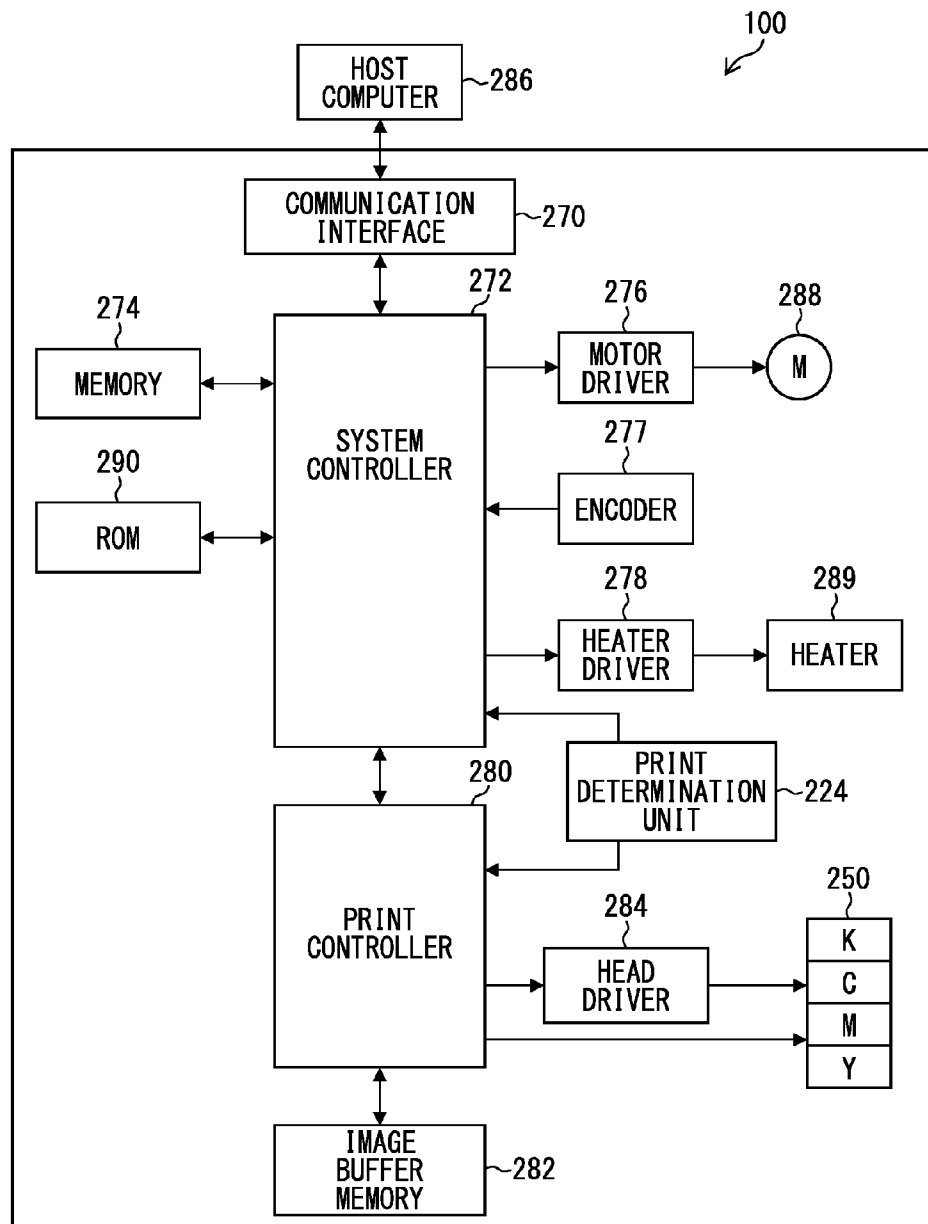 100
HOST
COMPUTER
286
COMMUNICATION
INTERFACE
270
272
274
MEMORY
276
MOTOR
DRIVER
288
M
SYSTEM
CONTROLLER
277
ENCODER
290
ROM
278
HEATER
DRIVER
289
HEATER
280
PRINT
DETERMINATION
UNIT
224
PRINT
CONTROLLER
284
HEAD
DRIVER
250
K
C
M
Y
IMAGE
BUFFER
MEMORY
282